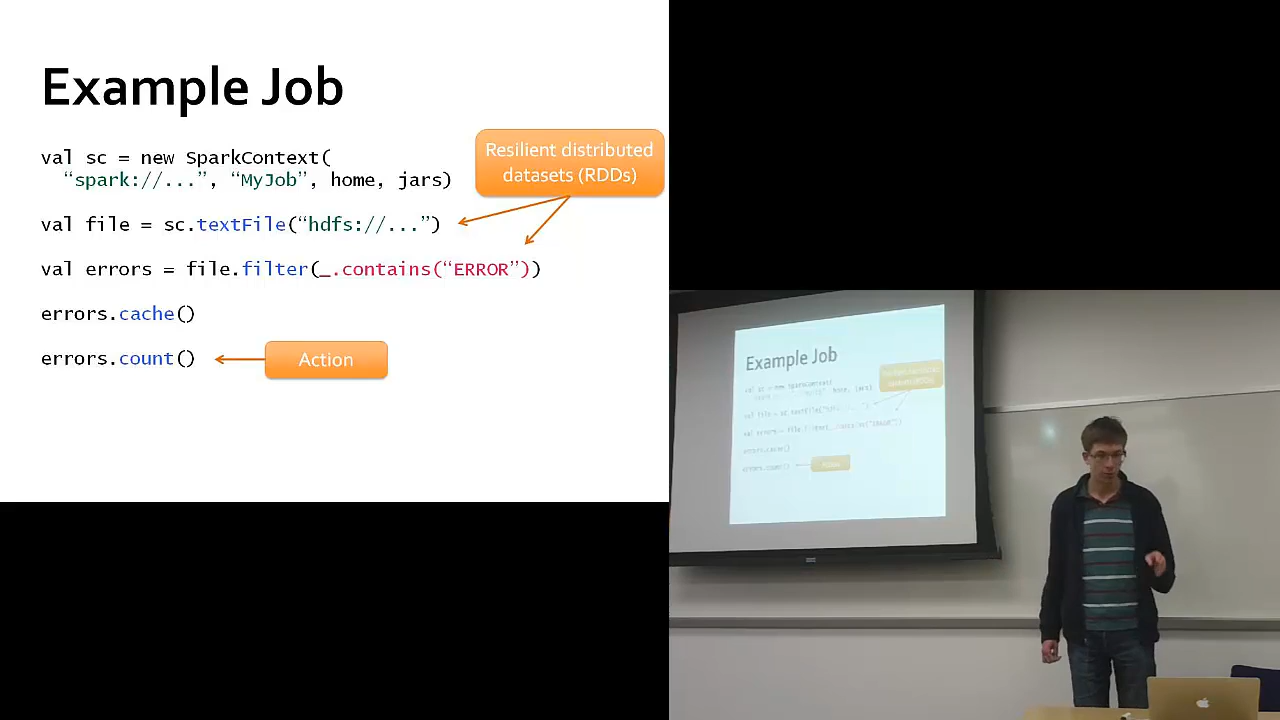 Example Job
val sc = new SparkContext(
“spark://...”, “MyJob”, home, jars)
Resilient distributed
datasets (RDDs)
val file = sc.textFile(“hdfs://...”)
val errors = file.filter(_.contains(“ERROR”))
errors.cache()
errors.count()
Action
Example Job